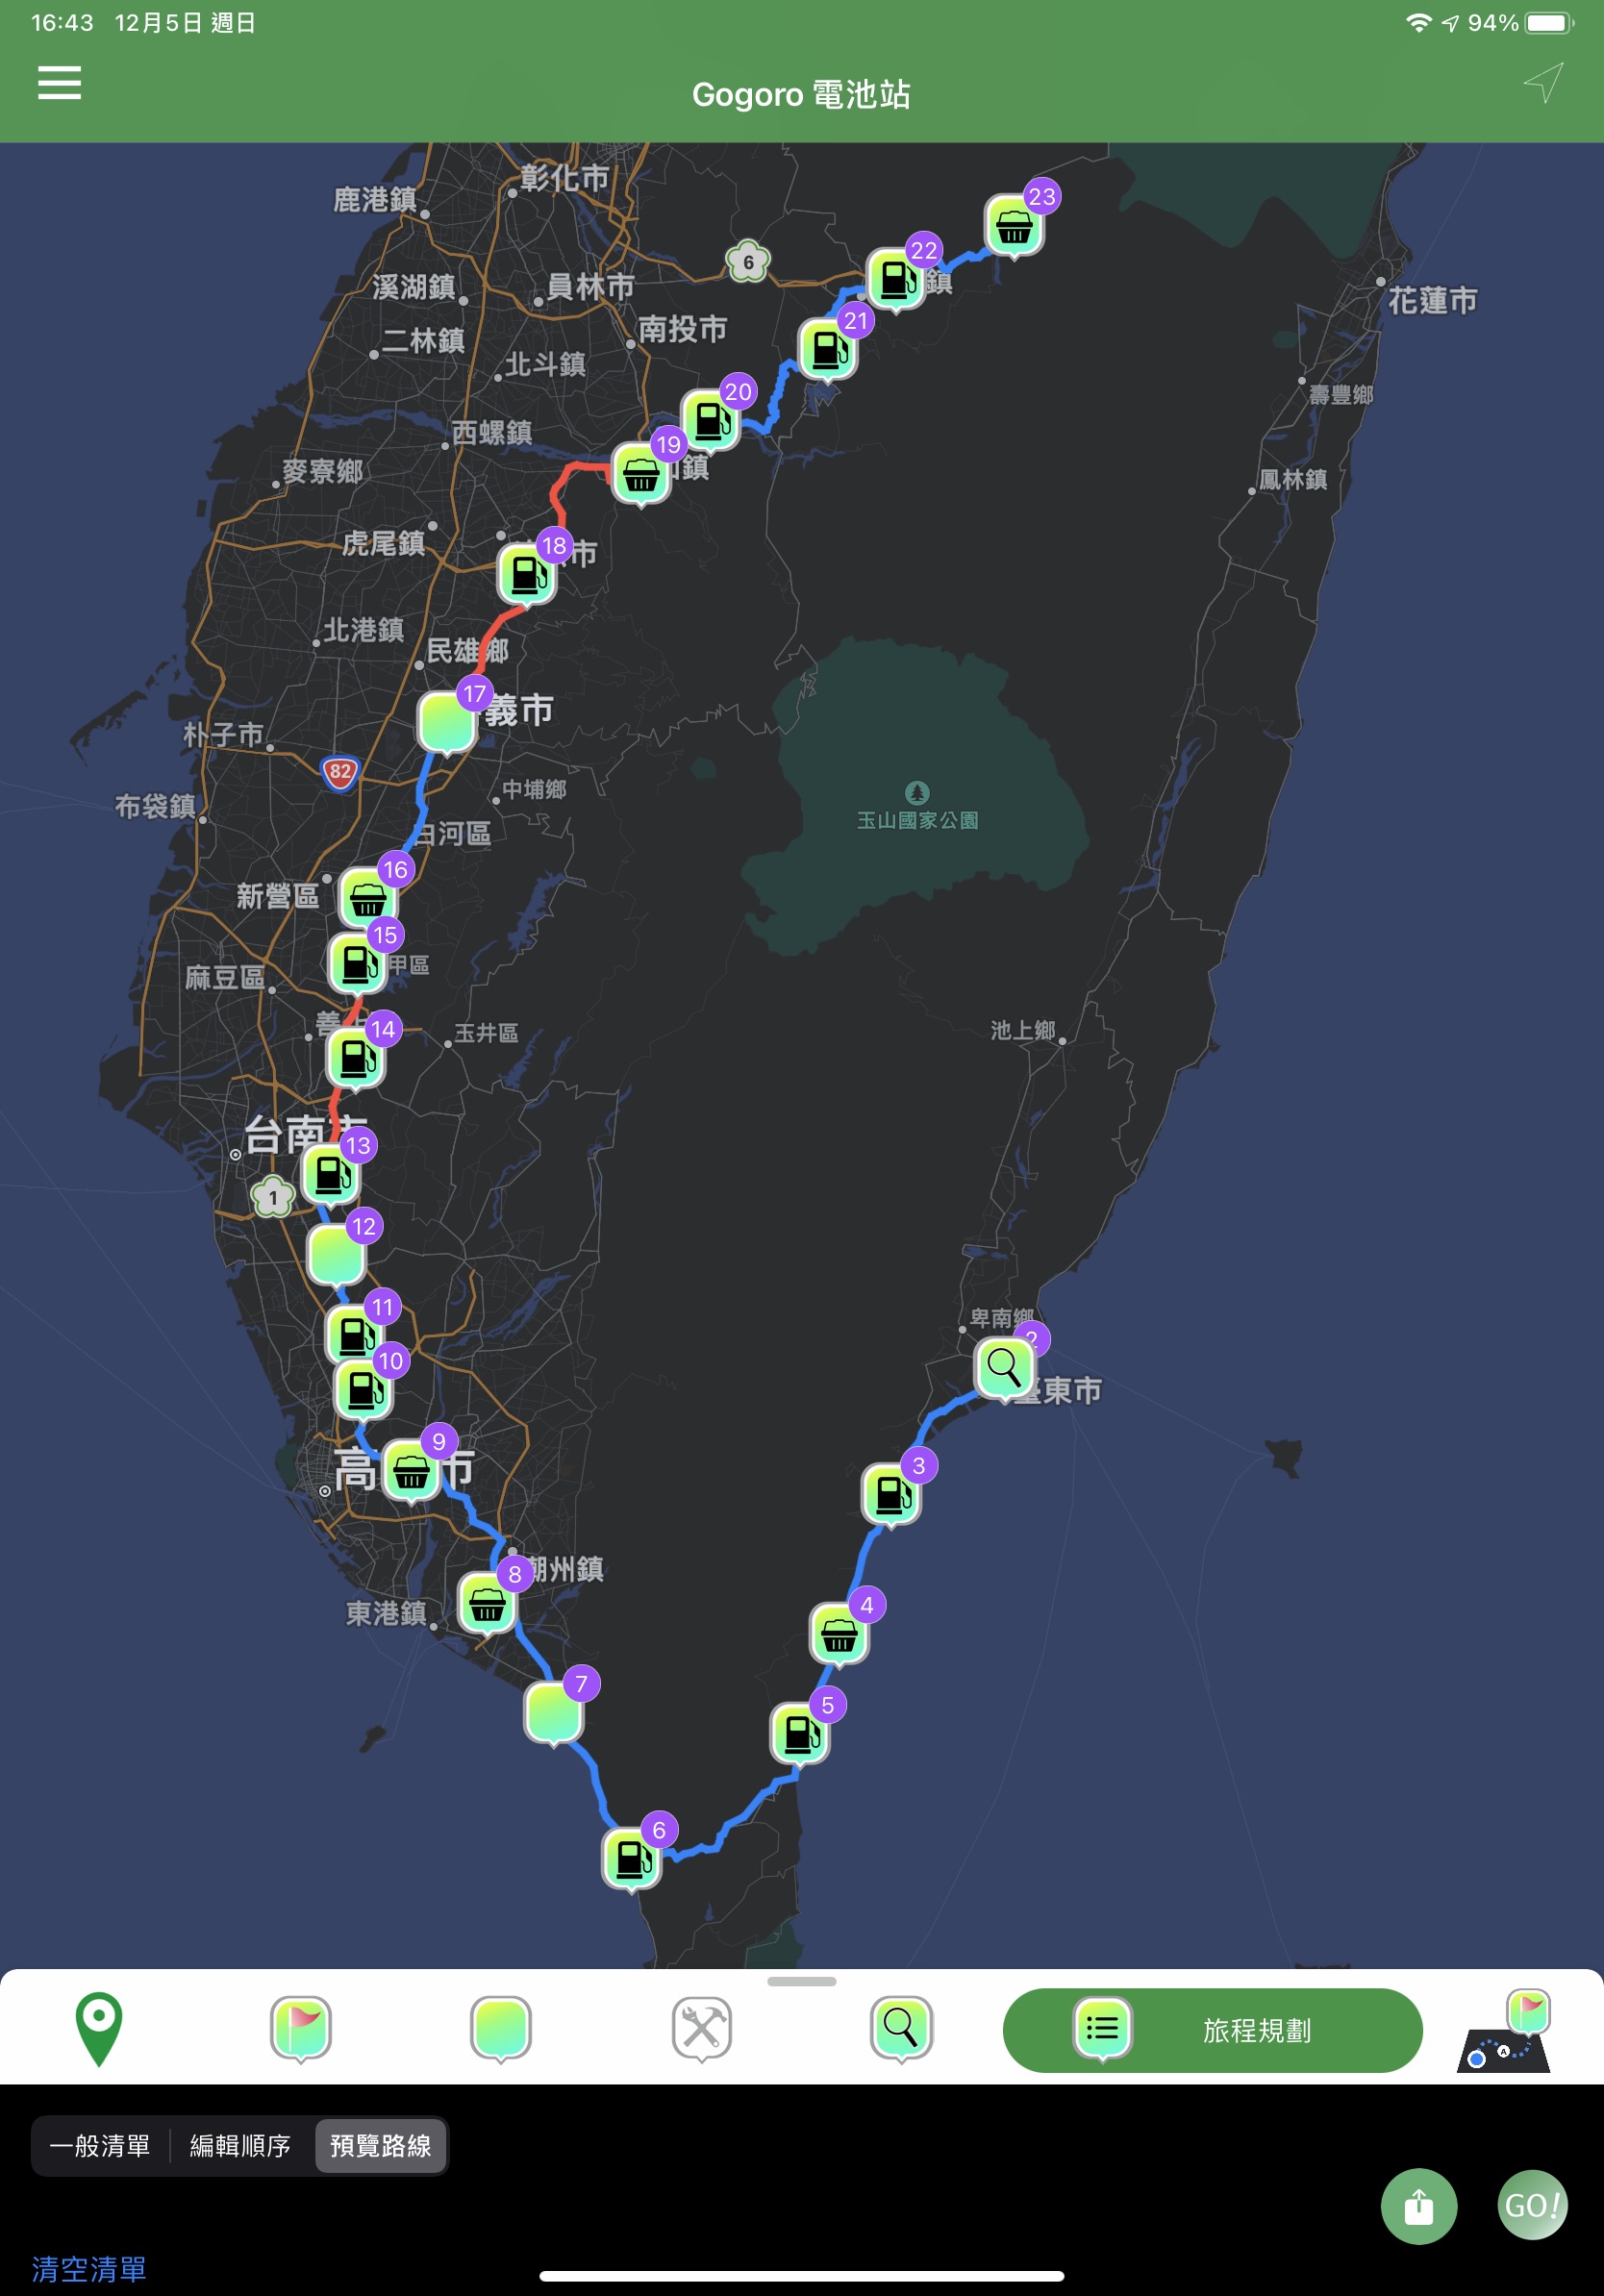 16:43 12月5日 週日
94%
Gogoro 電池站
彰化市
鹿港鎮
23
6
22
鎮
溪湖鎮
員林市
花蓮市
21
南投市
二林鎮
北斗鎮
壽豐鄉
20
西螺鎮
19
鎮
麥寮鄉
鳳林鎮
虎尾鎮
18
市
北港鎮
民雄鄉
17
義市
朴子市
82
中埔鄉
布袋鎮
玉山國家公園
白河區
16
新營區
15
甲區
麻豆區
善
14
玉井區
池上鄉
台南市
13
1
12
11
卑南鄉
2
10
臺東市
9
高
市
3
8
潮州鎮
4
東港鎮
7
5
6
A
旅程規劃
一般清單
編輯順序
預覽路線
GO!
清空清單